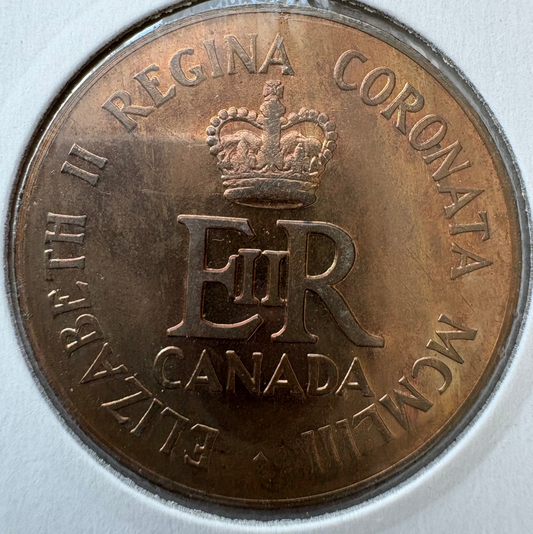 ELIZABETH II REGINA CORONATA MCMLIII
EIIR
CANADA